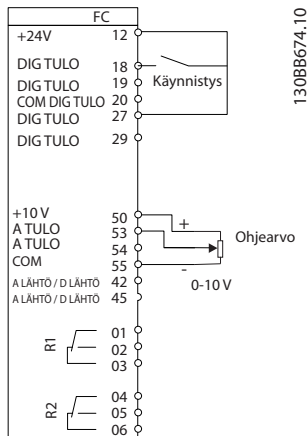 FC
+24V 12
DIG TULO 18
DIG TULO 19
COM DIG TULO 20
DIG TULO 27
DIG TULO 29
Käynnistys
+10 V 50
A TULO 53
A TULO 54
COM 55
A LÄHTÖ / D LÄHTÖ 42
A LÄHTÖ / D LÄHTÖ 45
+
-
Ohjearvo
0-10 V
R1
01
02
03
R2
04
05
06
130BB674.10